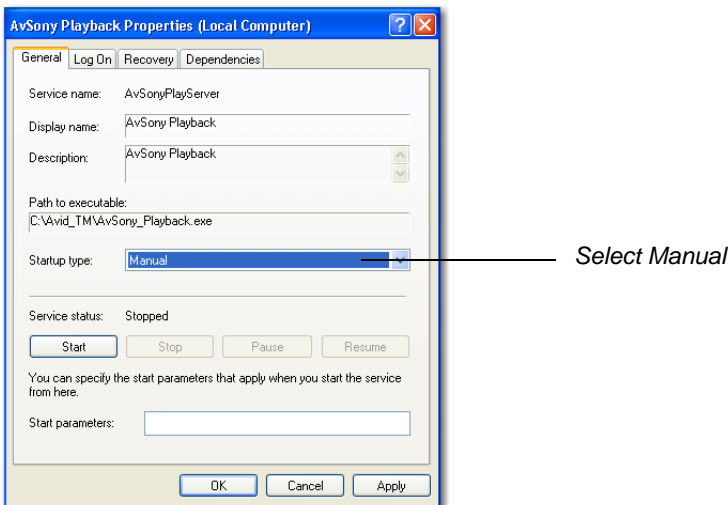 AvSony Playback Properties (Local Computer)
General Log On Recovery Dependencies
Service name: AvSonyPlayServer
Display name: AvSony Playback
Description: AvSony Playback
Path to executable:
C:\Avid_TM\AvSony_Playback.exe
Startup type: Manual
Select Manual
Service status: Stopped
Start Stop Pause Resume
You can specify the start parameters that apply when you start the service
from here.
Start parameters:
OK Cancel Apply